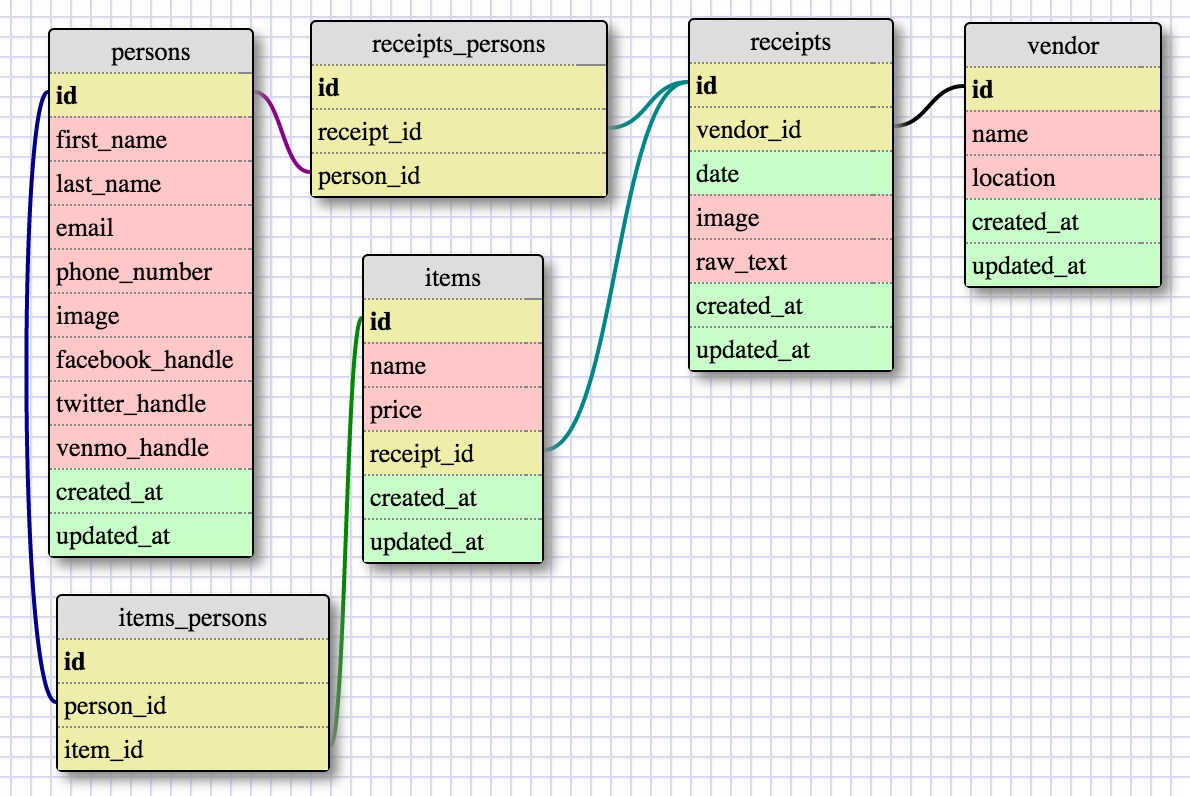 persons
id
first_name
last_name
email
phone_number
image
facebook_handle
twitter_handle
venmo_handle
created_at
updated_at
receipts_persons
id
receipt_id
person_id
receipts
id
vendor_id
date
image
raw_text
created_at
updated_at
vendor
id
name
location
created_at
updated_at
items
id
name
price
receipt_id
created_at
updated_at
items_persons
id
person_id
item_id